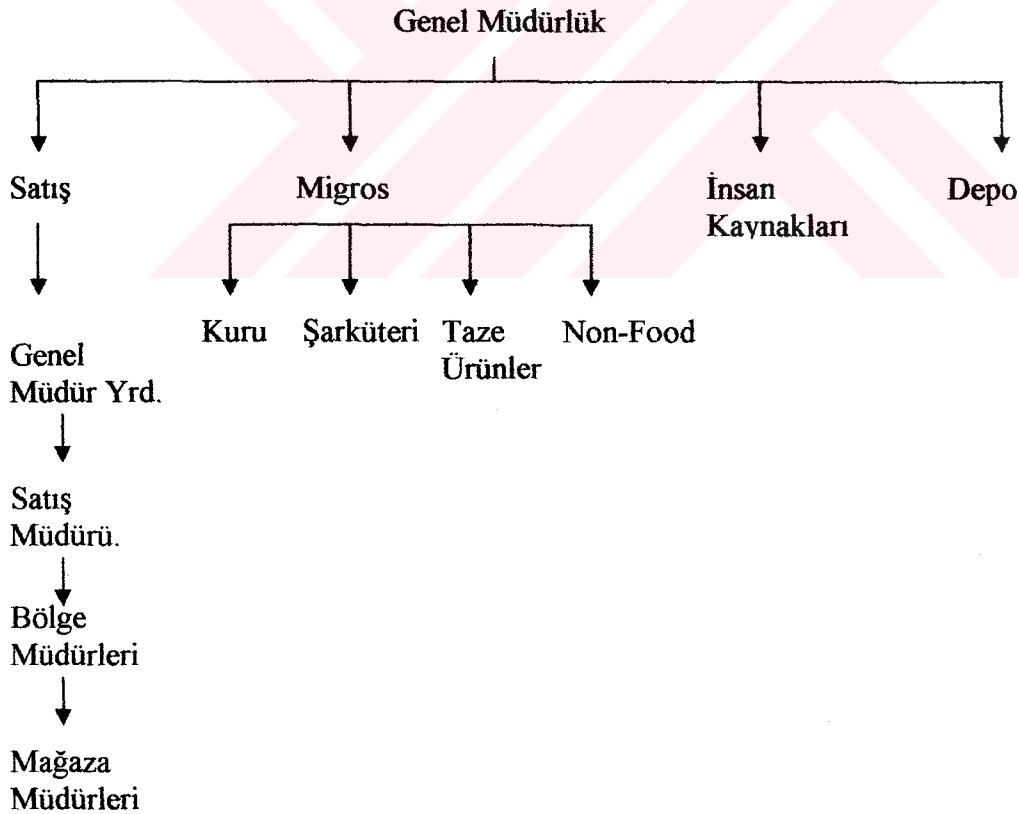 Genel Müdürlük
Satış
Migros
İnsan
Kaynakları
Depo
Kuru
Şarküteri
Taze
Ürünler
Non-Food
Genel
Müdür Yrd.
Satış
Müdürü.
Bölge
Müdürleri
Mağaza
Müdürleri